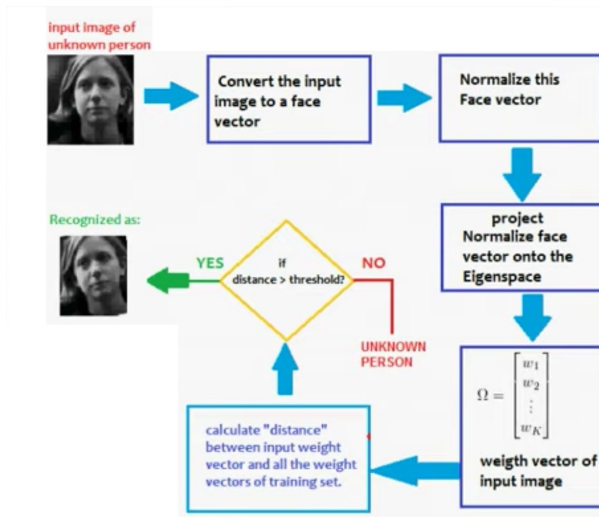 input image of
unknown person
Convert the input
image to a face
vector
Normalize this
Face vector
project
Normalize face
vector onto the
Eigenspace
Ω = [w₁
w₂
⋮
w_K]
weigth vector of
input image
calculate "distance"
between input weight
vector and all the weight
vectors of training set.
if
distance > threshold?
YES
NO
UNKNOWN
PERSON
Recognized as: